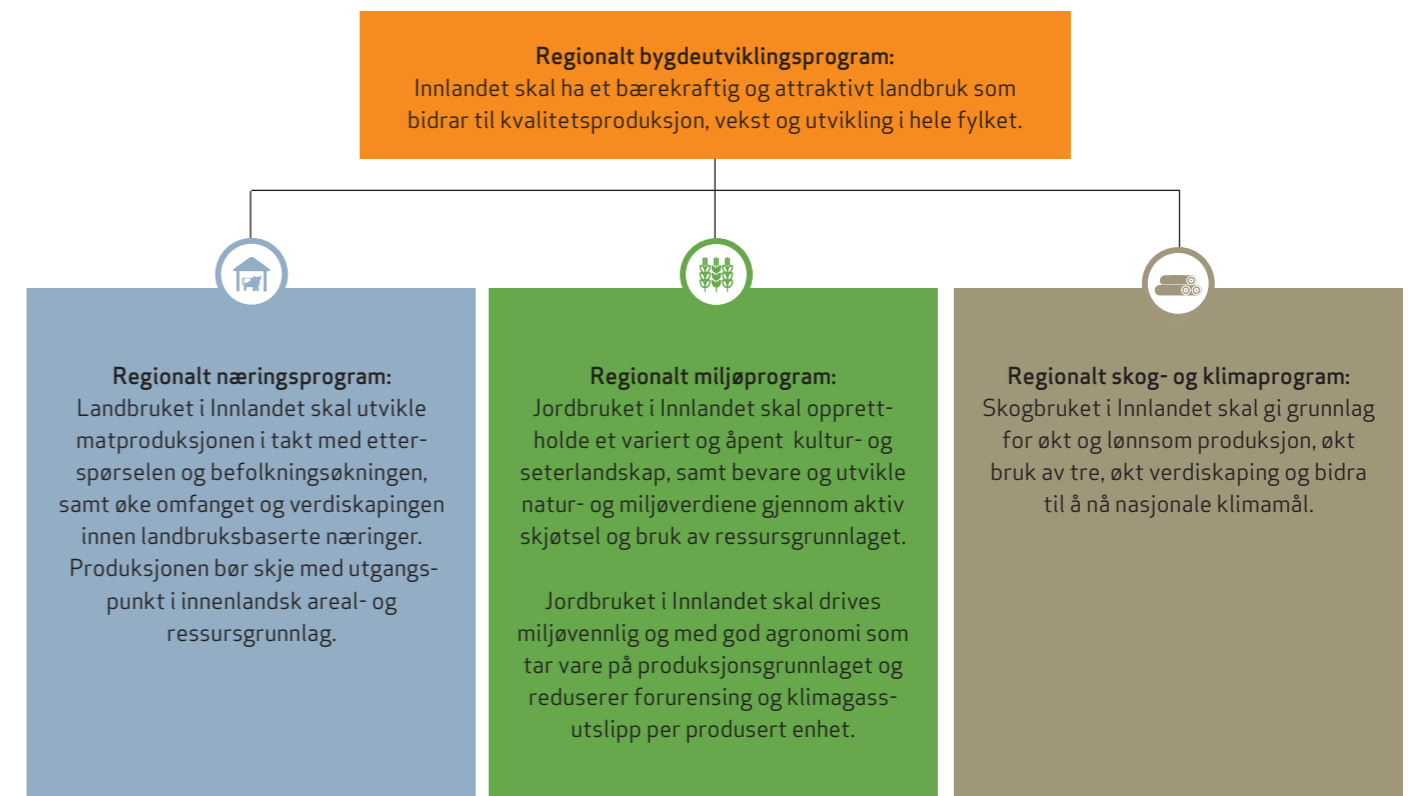 Regionalt bygdeutviklingsprogram:
Innlandet skal ha et bærekraftig og attraktivt landbruk som
bidrar til kvalitetsproduksjon, vekst og utvikling i hele fylket.
Regionalt næringsprogram:
Landbruket i Innlandet skal utvikle
matproduksjonen i takt med etter-
spørselen og befolkningsøkningen,
samt øke omfanget og verdiskapingen
innen landbruksbaserte næringer.
Produksjonen bør skje med utgangs-
punkt i innenlandsk areal- og
ressursgrunnlag.
Regionalt miljøprogram:
Jordbruket i Innlandet skal opprett-
holde et variert og åpent kultur- og
seterlandskap, samt bevare og utvikle
natur- og miljøverdiene gjennom aktiv
skjøtsel og bruk av ressursgrunnlaget.
Jordbruket i Innlandet skal drives
miljøvennlig og med god agronomi som
tar vare på produksjonsgrunnlaget og
reduserer forurensing og klimagass-
utslipp per produsert enhet.
Regionalt skog- og klimaprogram:
Skogbruket i Innlandet skal gi grunnlag
for økt og lønnsom produksjon, økt
bruk av tre, økt verdiskaping og bidra
til å nå nasjonale klimamål.